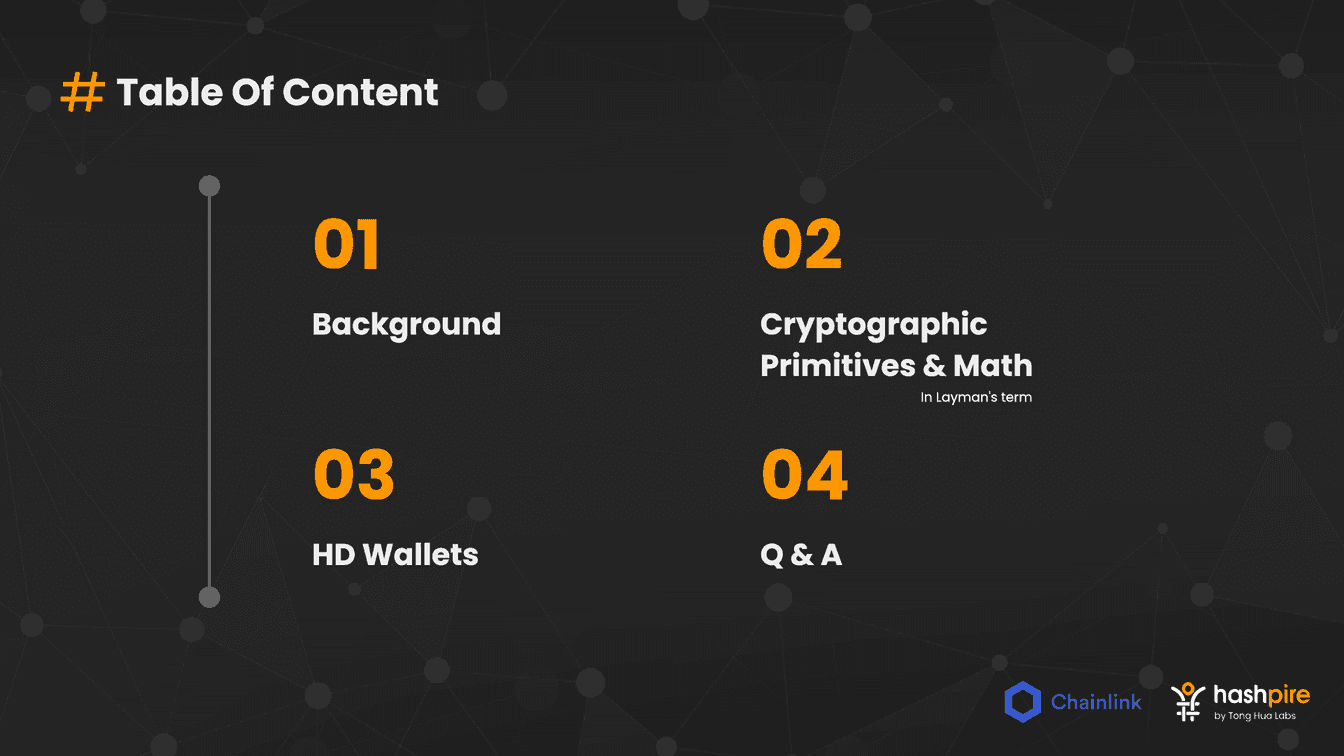 # Table Of Content
01
Background
02
Cryptographic
Primitives & Math
In Layman's term
03
HD Wallets
04
Q & A
Chainlink
hashpire
by Tong Hua Labs